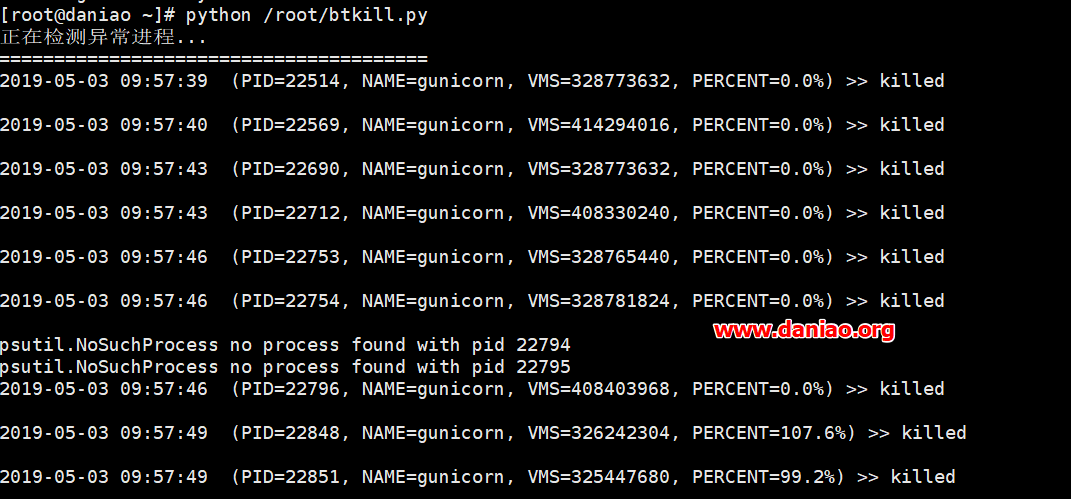 [root@daniao ~]# python /root/btkill.py
正在检测异常进程...
=======================================
2019-05-03 09:57:39  (PID=22514, NAME=gunicorn, VMS=328773632, PERCENT=0.0%) >> killed
2019-05-03 09:57:40  (PID=22569, NAME=gunicorn, VMS=414294016, PERCENT=0.0%) >> killed
2019-05-03 09:57:43  (PID=22690, NAME=gunicorn, VMS=328773632, PERCENT=0.0%) >> killed
2019-05-03 09:57:43  (PID=22712, NAME=gunicorn, VMS=408330240, PERCENT=0.0%) >> killed
2019-05-03 09:57:46  (PID=22753, NAME=gunicorn, VMS=328765440, PERCENT=0.0%) >> killed
2019-05-03 09:57:46  (PID=22754, NAME=gunicorn, VMS=328781824, PERCENT=0.0%) >> killed
www.daniao.org
psutil.NoSuchProcess no process found with pid 22794
psutil.NoSuchProcess no process found with pid 22795
2019-05-03 09:57:46  (PID=22796, NAME=gunicorn, VMS=408403968, PERCENT=0.0%) >> killed
2019-05-03 09:57:49  (PID=22848, NAME=gunicorn, VMS=326242304, PERCENT=107.6%) >> killed
2019-05-03 09:57:49  (PID=22851, NAME=gunicorn, VMS=325447680, PERCENT=99.2%) >> killed